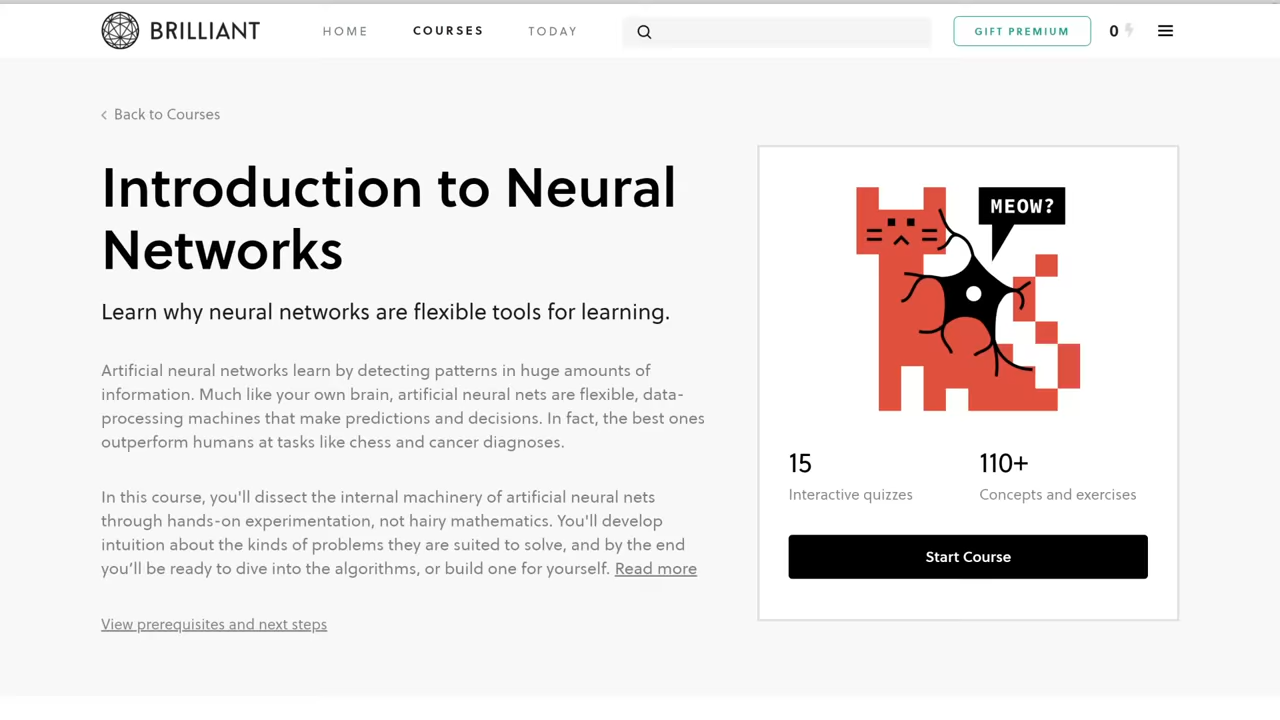 BRILLIANT
HOME
COURSES
TODAY
GIFT PREMIUM
0
Back to Courses
Introduction to Neural
Networks
Learn why neural networks are flexible tools for learning.
Artificial neural networks learn by detecting patterns in huge amounts of
information. Much like your own brain, artificial neural nets are flexible, data-
processing machines that make predictions and decisions. In fact, the best ones
outperform humans at tasks like chess and cancer diagnoses.
In this course, you'll dissect the internal machinery of artificial neural nets
through hands-on experimentation, not hairy mathematics. You'll develop
intuition about the kinds of problems they are suited to solve, and by the end
you’ll be ready to dive into the algorithms, or build one for yourself. Read more
View prerequisites and next steps
MEOW?
15
Interactive quizzes
110+
Concepts and exercises
Start Course